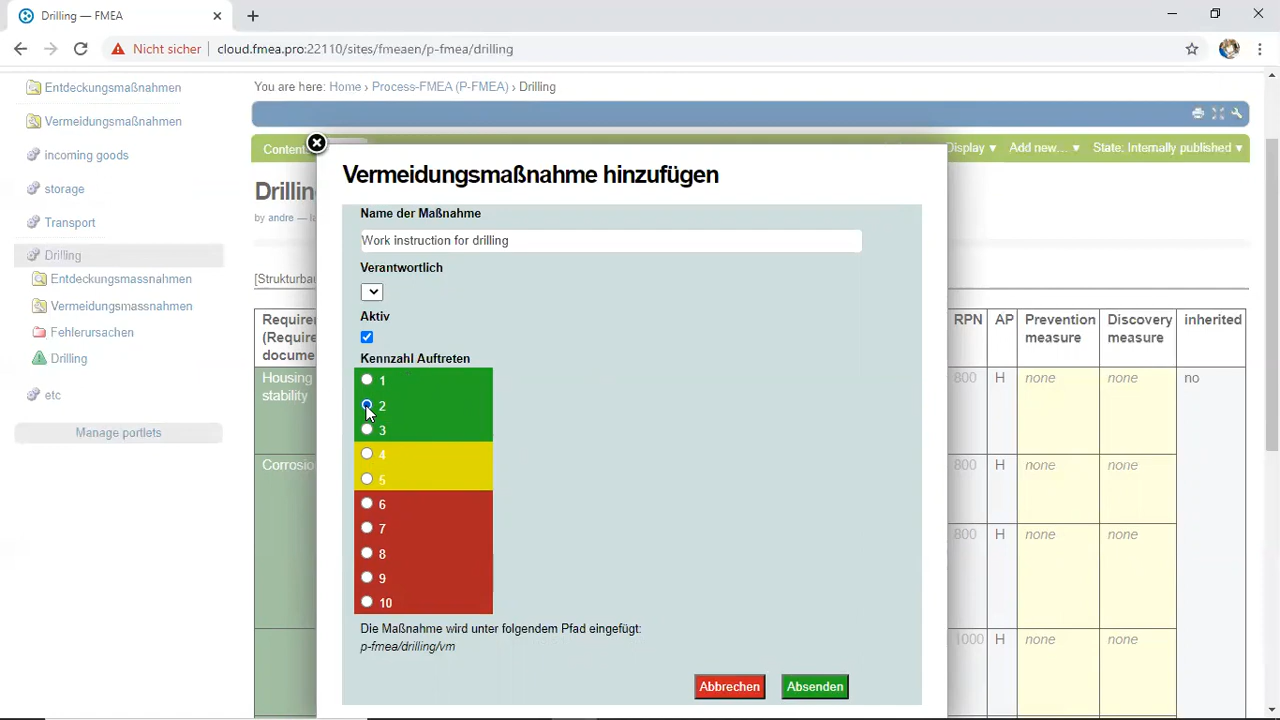 Drilling — FMEA
Nicht sicher
cloud.fmea.pro:22110/sites/fmeaen/p-fmea/drilling
Entdeckungsmaßnahmen
Vermeidungsmaßnahmen
incoming goods
storage
Transport
Drilling
Entdeckungsmassnahmen
Vermeidungsmassnahmen
Fehlerursachen
Drilling
etc
Manage portlets
You are here: Home › Process-FMEA (P-FMEA) › Drilling
Content
Display ▾
Add new... ▾
State: Internally published ▾
Drillin
by andre —
Vermeidungsmaßnahme hinzufügen
Name der Maßnahme
Work instruction for drilling
Verantwortlich
Aktiv
Kennzahl Auftreten
1
2
3
4
5
6
7
8
9
10
Die Maßnahme wird unter folgendem Pfad eingefügt:
p-fmea/drilling/vm
Abbrechen
Absenden
[Strukturba
Require
(Require
docume
RPN
AP
Prevention
measure
Discovery
measure
inherited
Housing
stability
800
H
none
none
no
Corrosio
800
H
none
none
800
H
none
none
1000
H
none
none